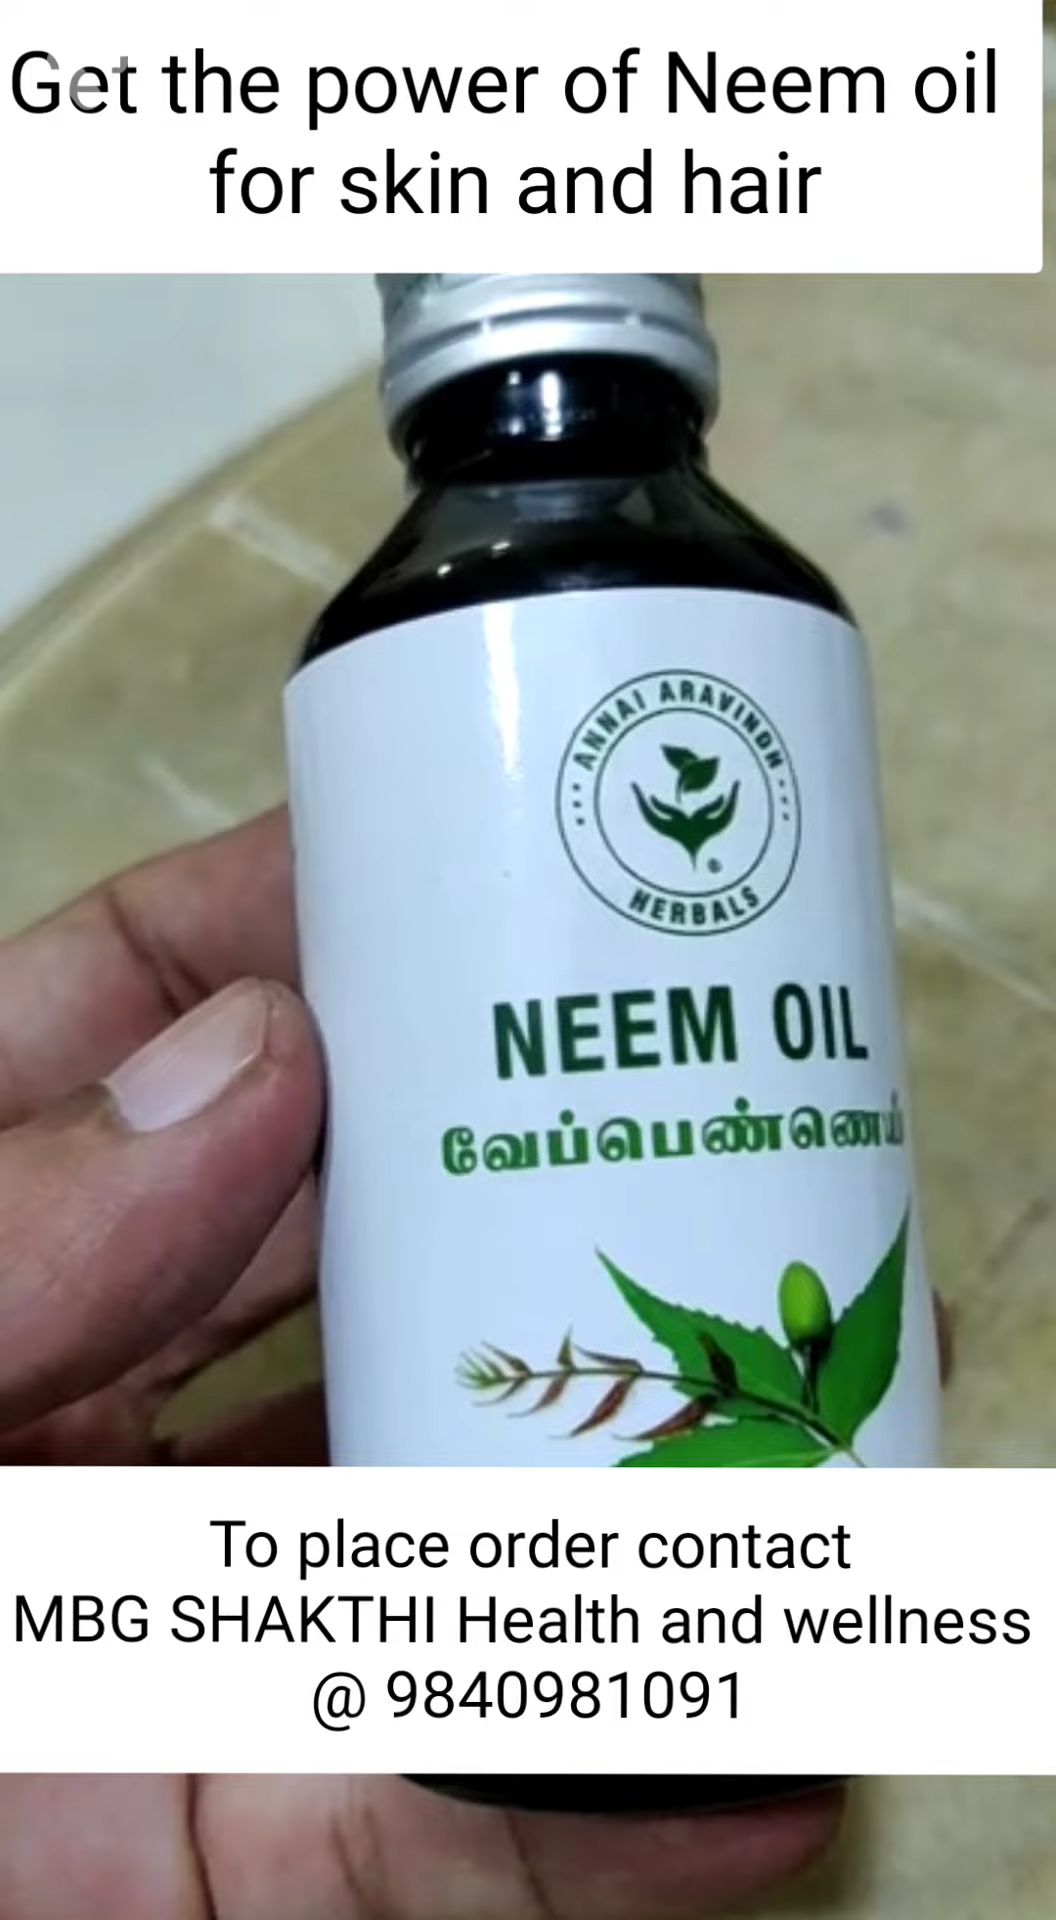 Get the power of Neem oil
for skin and hair
ANNAI ARAVINDH
HERBALS
NEEM OIL
வேப்பெண்ணெய்
To place order contact
MBG SHAKTHI Health and wellness
@ 9840981091